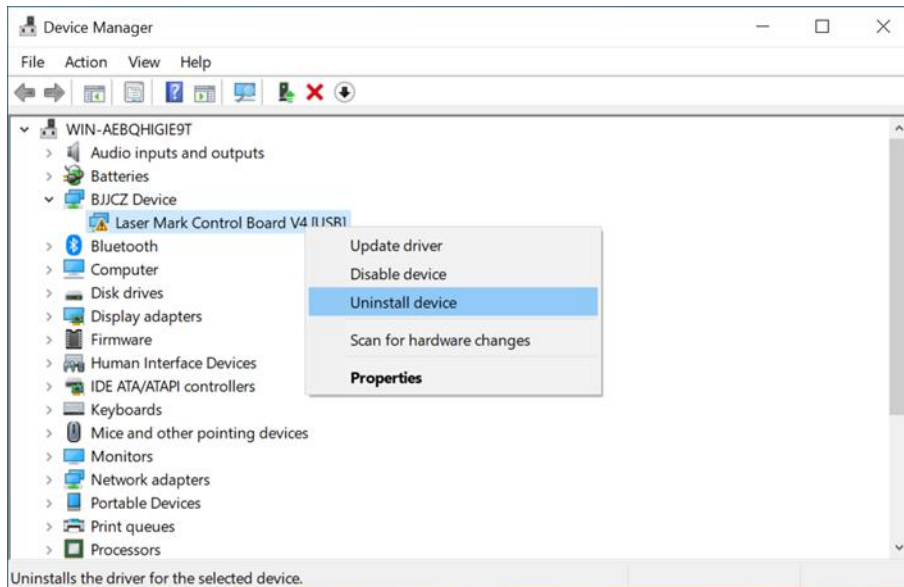 Device Manager
File Action View Help
WIN-AEBQHIGIE9T
Audio inputs and outputs
Batteries
BJJCZ Device
Laser Mark Control Board V4 [USB]
Bluetooth
Computer
Disk drives
Display adapters
Firmware
Human Interface Devices
IDE ATA/ATAPI controllers
Keyboards
Mice and other pointing devices
Monitors
Network adapters
Portable Devices
Print queues
Processors
Update driver
Disable device
Uninstall device
Scan for hardware changes
Properties
Uninstalls the driver for the selected device.